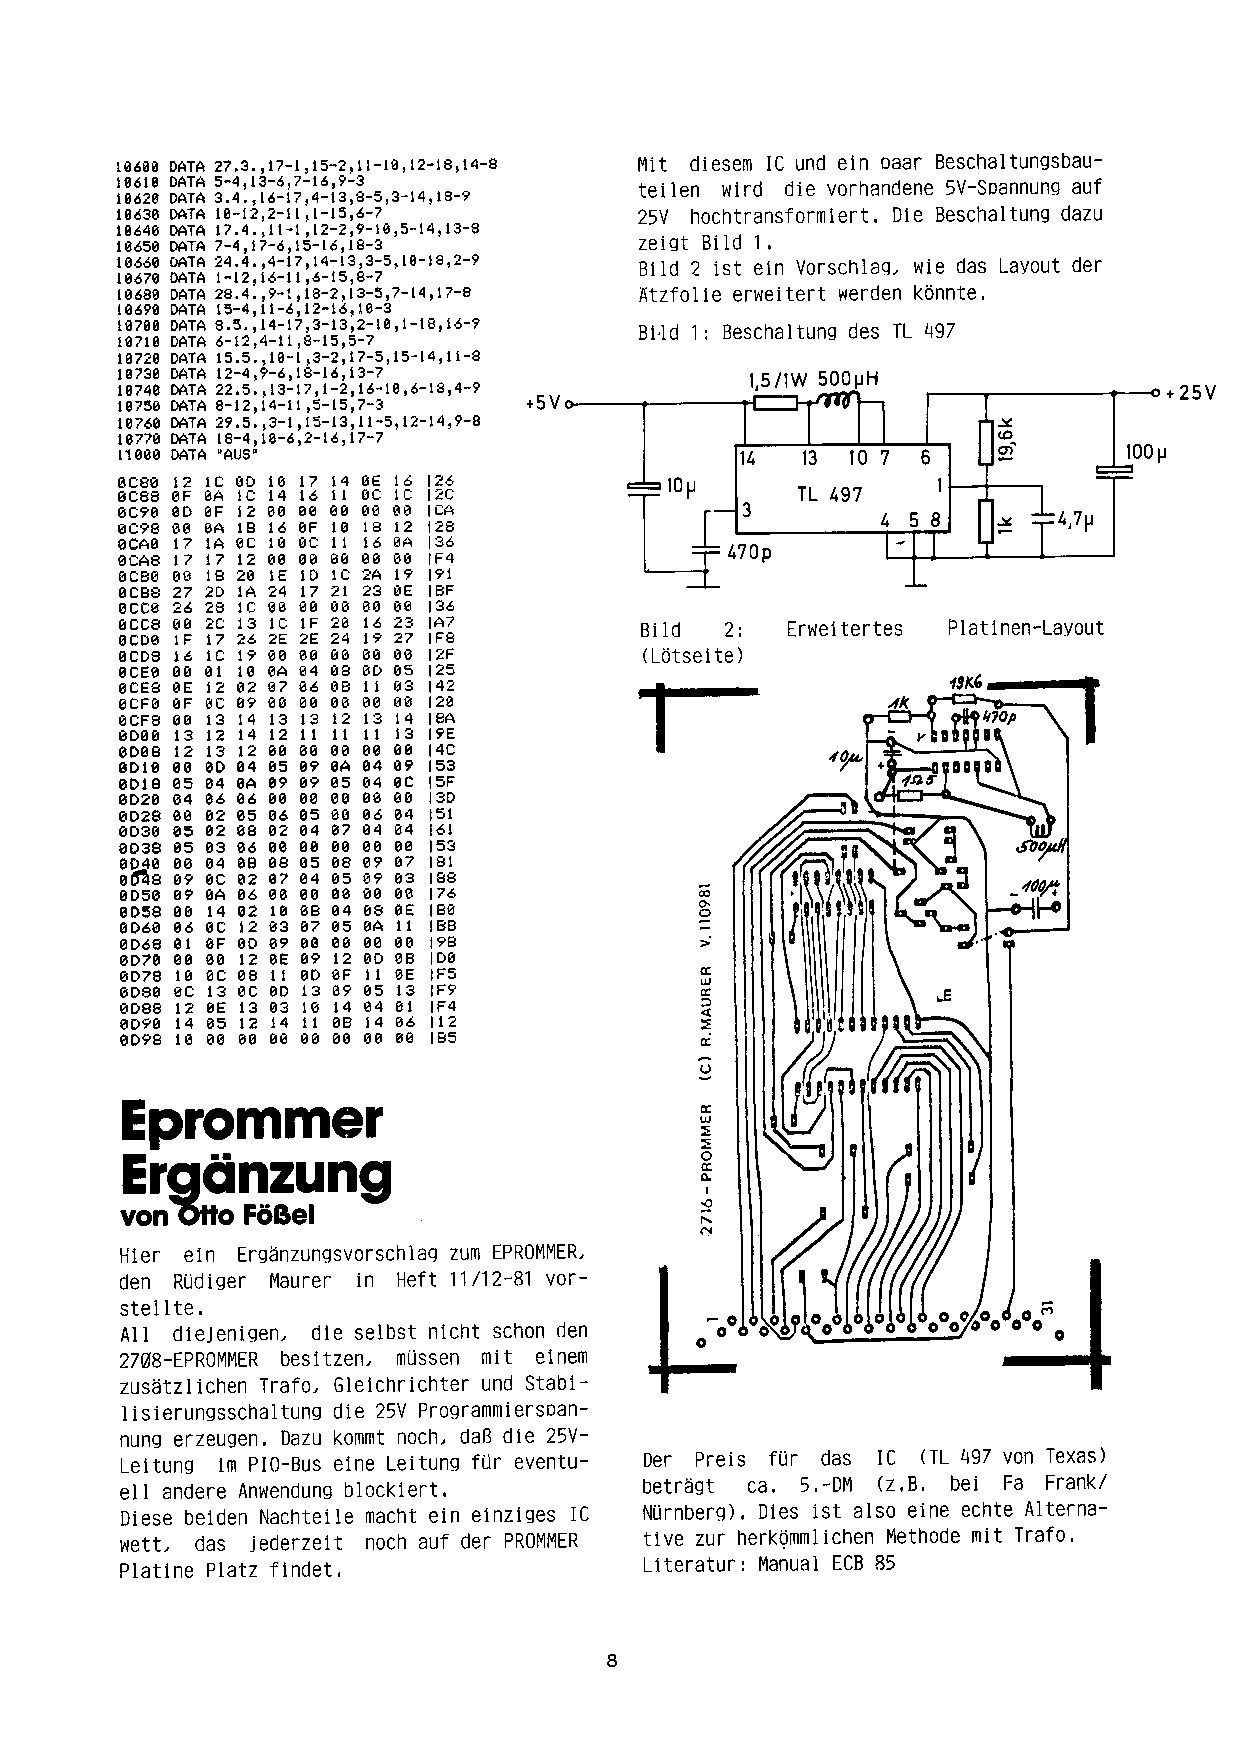 10600 DATA 27.3.,17-1,15-2,11-10,12-18,14-8
10610 DATA 5-4,13-6,7-16,9-3
10620 DATA 3.4.,16-17,4-13,8-5,3-14,18-9
10630 DATA 10-12,2-11,1-15,6-7
10640 DATA 17.4.,11-1,12-2,9-10,5-14,13-8
10650 DATA 7-4,17-6,15-16,18-3
10660 DATA 24.4.,4-17,14-13,3-5,10-18,2-9
10670 DATA 1-12,16-11,6-15,8-7
10680 DATA 28.4.,9-1,18-2,13-5,7-14,17-8
10690 DATA 15-4,11-6,12-16,10-3
10700 DATA 8.5.,14-17,3-13,2-10,1-18,16-9
10710 DATA 6-12,4-11,8-15,5-7
10720 DATA 15.5.,10-1,3-2,17-5,15-14,11-8
10730 DATA 12-4,9-6,18-16,13-7
10740 DATA 22.5.,13-17,1-2,16-10,6-18,4-9
10750 DATA 8-12,14-11,5-15,7-3
10760 DATA 29.5.,3-1,15-13,11-5,12-14,9-8
10770 DATA 18-4,10-6,2-16,17-7
11000 DATA "AUS"
0C80 12 1C 0D 10 17 14 0E 16 |26
0C88 0F 0A 1C 14 16 11 0C 1C |2C
0C90 0D 0F 12 00 00 00 00 00 |CA
0C98 00 0A 1B 16 0F 10 18 12 |28
0CA0 17 1A 0C 10 0C 11 16 0A |36
0CA8 17 17 12 00 00 00 00 00 |F4
0CB0 00 1B 20 1E 1D 1C 2A 19 |91
0CB8 27 2D 1A 24 17 21 23 0E |BF
0CC0 26 28 1C 00 00 00 00 00 |36
0CC8 00 2C 13 1C 1F 20 16 23 |A7
0CD0 1F 17 26 2E 2E 24 19 27 |F8
0CD8 16 1C 19 00 00 00 00 00 |2F
0CE0 00 01 10 0A 04 08 0D 05 |25
0CE8 0E 12 02 07 06 0B 11 03 |42
0CF0 0F 0C 09 00 00 00 00 00 |20
0CF8 00 13 14 13 13 12 13 14 |8A
0D00 13 12 14 12 11 11 11 13 |9E
0D08 12 13 12 00 00 00 00 00 |4C
0D10 00 0D 04 05 09 0A 04 09 |53
0D18 05 04 0A 09 09 05 04 0C |5F
0D20 04 06 06 00 00 00 00 00 |3D
0D28 00 02 05 06 05 00 06 04 |51
0D30 05 02 08 02 04 07 04 04 |61
0D38 05 03 06 00 00 00 00 00 |53
0D40 00 04 0B 08 05 08 09 07 |81
0D48 09 0C 02 07 04 05 09 03 |88
0D50 09 0A 06 00 00 00 00 00 |76
0D58 00 14 02 10 0B 04 08 0E |B0
0D60 06 0C 12 03 07 05 0A 11 |BB
0D68 01 0F 0D 09 00 00 00 00 |9B
0D70 00 00 12 0E 09 12 0D 0B |D0
0D78 10 0C 08 11 0D 0F 11 0E |F5
0D80 0C 13 0C 0D 13 09 05 13 |F9
0D88 12 0E 13 03 10 14 04 01 |F4
0D90 14 05 12 14 11 0B 14 06 |12
0D98 10 00 00 00 00 00 00 00 |B5
Eprommer
Ergänzung
von Otto Fößel
Hier ein Ergänzungsvorschlag zum EPROMMER,
den Rüdiger Maurer in Heft 11/12-81 vor-
stellte.
All diejenigen, die selbst nicht schon den
2708-EPROMMER besitzen, müssen mit einem
zusätzlichen Trafo, Gleichrichter und Stabi-
lisierungsschaltung die 25V Programmierspan-
nung erzeugen. Dazu kommt noch, daß die 25V-
Leitung im PIO-Bus eine Leitung für eventu-
ell andere Anwendung blockiert.
Diese beiden Nachteile macht ein einziges IC
wett, das jederzeit noch auf der PROMMER
Platine Platz findet.
Mit diesem IC und ein paar Beschaltungsbau-
teilen wird die vorhandene 5V-Spannung auf
25V hochtransformiert. Die Beschaltung dazu
zeigt Bild 1.
Bild 2 ist ein Vorschlag, wie das Layout der
Ätzfolie erweitert werden könnte.
Bild 1: Beschaltung des TL 497
1,5/1W 500µH
+5V
+25V
19,6k
100µ
14 13 10 7 6
10µ
TL 497
1
3
4 5 8
1k
4,7µ
470p
Bild 2: Erweitertes Platinen-Layout
(Lötseite)
19K6
1K
470p
10µ
+
1Ω5
500µH
- 100µ +
2716-PROMMER (C) R.MAURER V.110981
LE
1
31
Der Preis für das IC (TL 497 von Texas)
beträgt ca. 5.-DM (z.B. bei Fa Frank/
Nürnberg). Dies ist also eine echte Alterna-
tive zur herkömmlichen Methode mit Trafo.
Literatur: Manual ECB 85
8